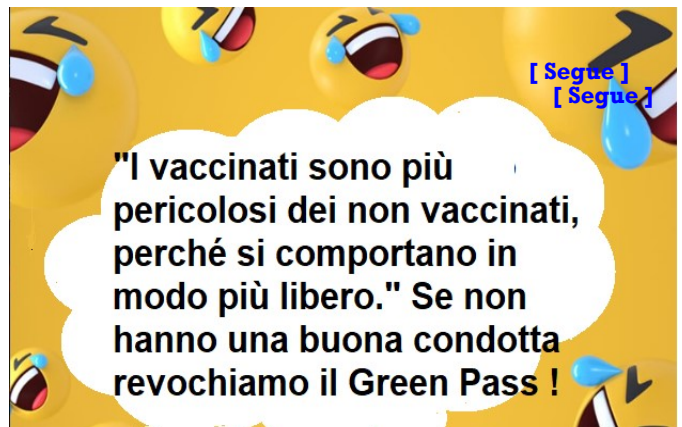 [ Segue ]
[ Segue ]
"I vaccinati sono più
pericolosi dei non vaccinati,
perché si comportano in
modo più libero." Se non
hanno una buona condotta
revochiamo il Green Pass !